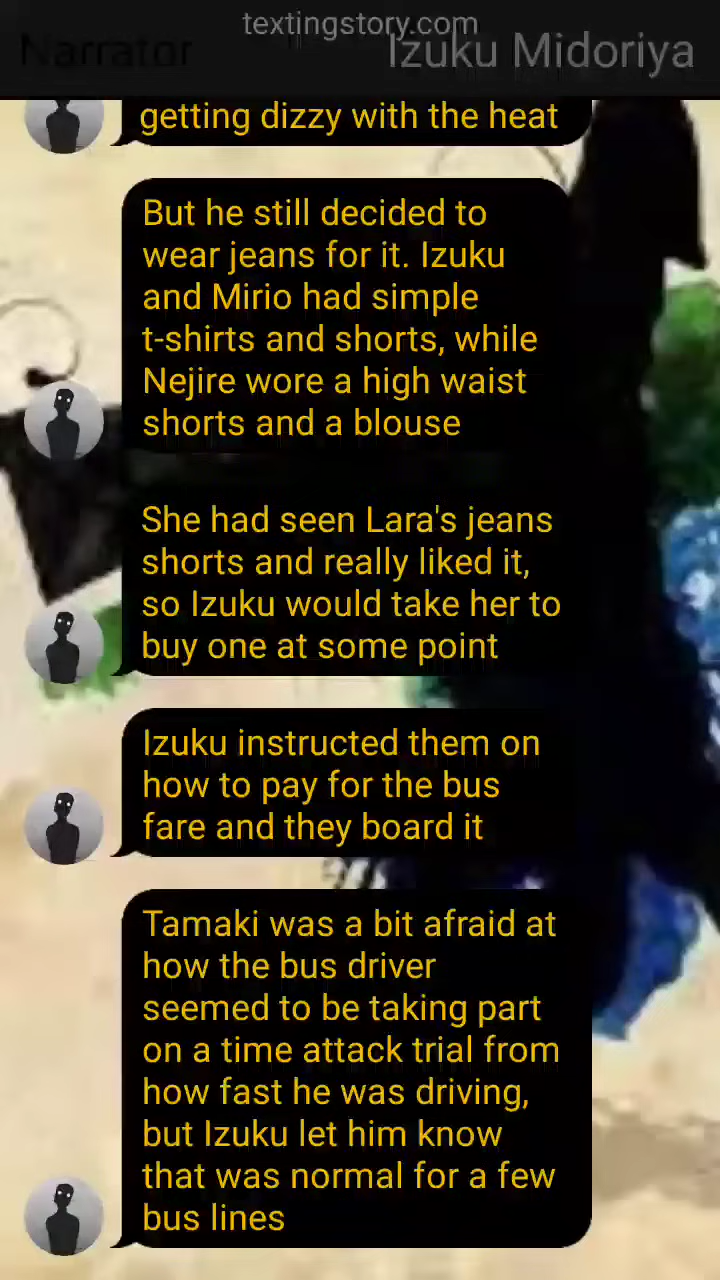 textingstory.com
Narrator
Izuku Midoriya
getting dizzy with the heat
But he still decided to
wear jeans for it. Izuku
and Mirio had simple
t-shirts and shorts, while
Nejire wore a high waist
shorts and a blouse
She had seen Lara's jeans
shorts and really liked it,
so Izuku would take her to
buy one at some point
Izuku instructed them on
how to pay for the bus
fare and they board it
Tamaki was a bit afraid at
how the bus driver
seemed to be taking part
on a time attack trial from
how fast he was driving,
but Izuku let him know
that was normal for a few
bus lines